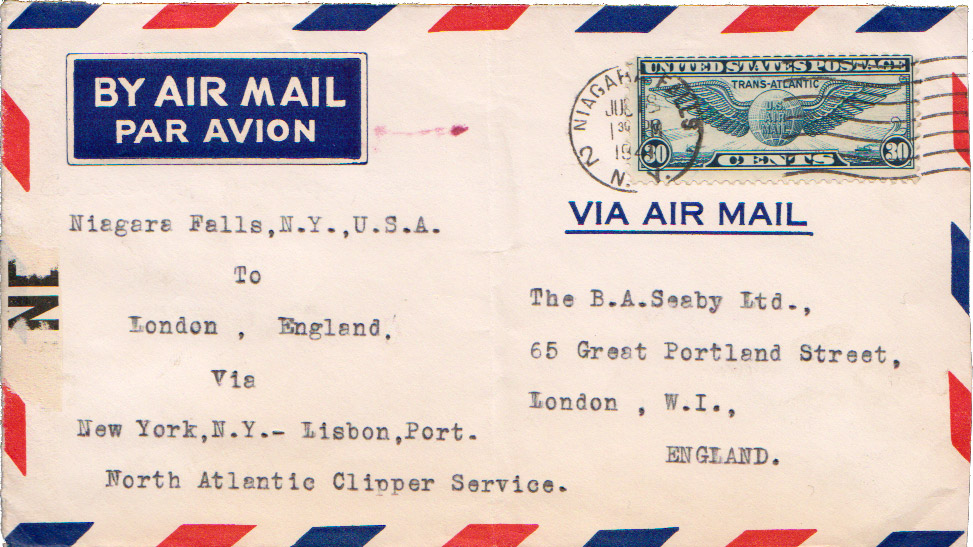 BY AIR MAIL
PAR AVION
UNITED STATES POSTAGE
TRANS-ATLANTIC
U.S.
AIR
MAIL
30 CENTS 30
NIAGARA FALLS
2 N.Y.
VIA AIR MAIL
Niagara Falls,N.Y.,U.S.A.
To
London , England,
Via
New York,N.Y.- Lisbon,Port.
North Atlantic Clipper Service.
The B.A.Seaby Ltd.,
65 Great Portland Street,
London , W.I.,
ENGLAND.
NE